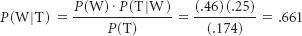 P(W|T) = P(W) · P(T|W) / P(T) = (.46)(.25) / (.174) = .661